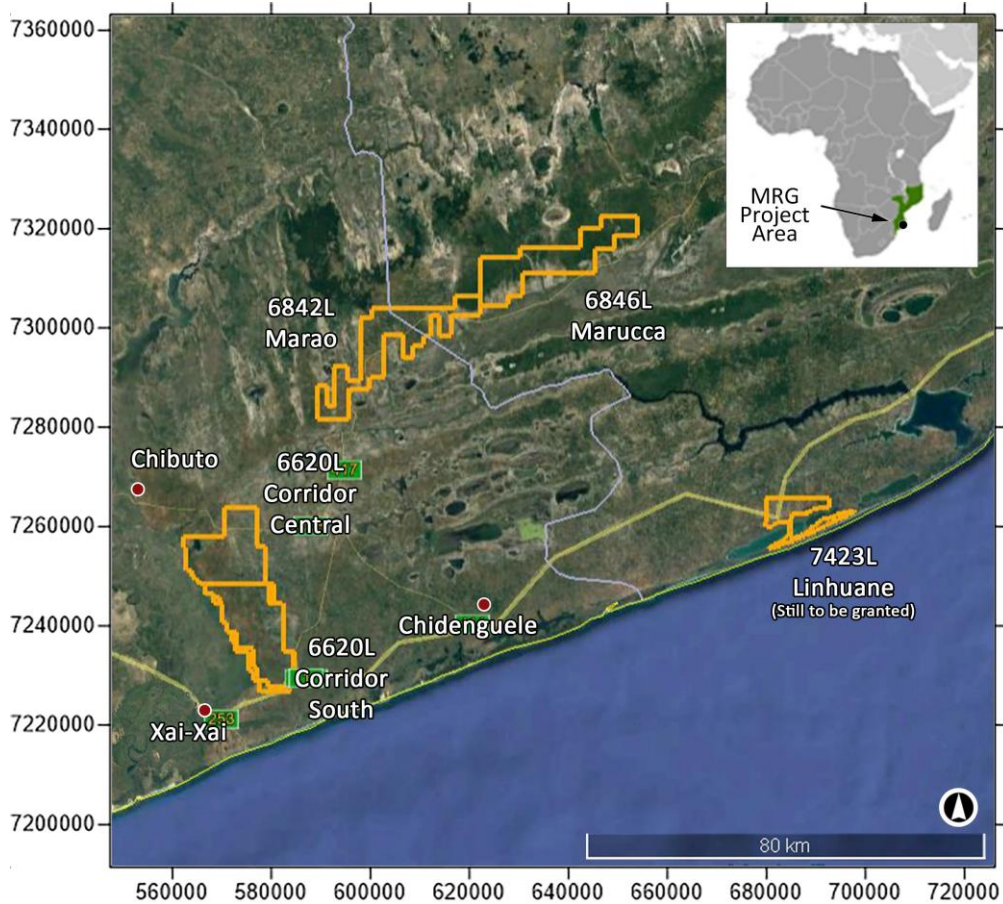 7360000
7340000
7320000
7300000
7280000
7260000
7240000
7220000
7200000
MRG
Project
Area
6842L
Marao
6846L
Marucca
Chibuto
6620L
Corridor
Central
7423L
Linhuane
(Still to be granted)
Chidenguele
6620L
Corridor
South
Xai-Xai
253
80 km
560000 580000 600000 620000 640000 660000 680000 700000 720000